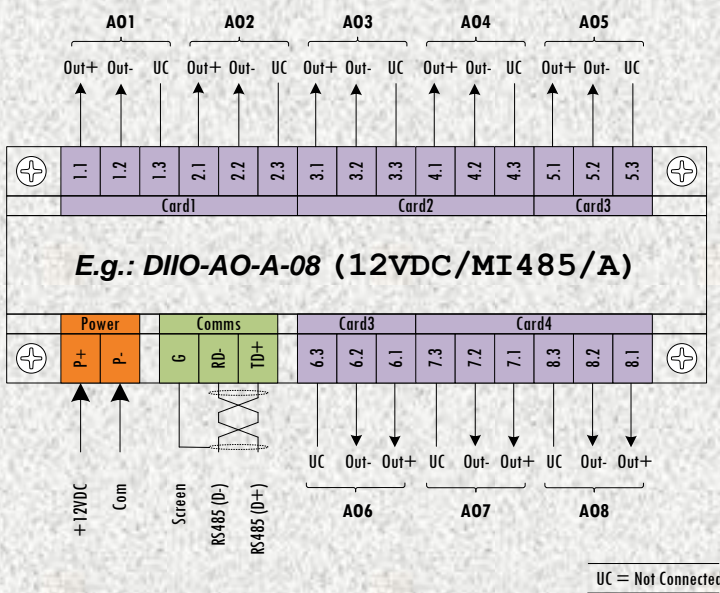 AO1 AO2 AO3 AO4 AO5
Out+ Out- UC Out+ Out- UC Out+ Out- UC Out+ Out- UC Out+ Out- UC
1.1 1.2 1.3 2.1 2.2 2.3 3.1 3.2 3.3 4.1 4.2 4.3 5.1 5.2 5.3
Card1 Card2 Card3
E.g.: DIIO-AO-A-08 (12VDC/MI485/A)
Power Comms Card3 Card4
P+ P- G RD- TD+ 6.3 6.2 6.1 7.3 7.2 7.1 8.3 8.2 8.1
UC Out- Out+ UC Out- Out+ UC Out- Out+
+12VDC Com Screen RS485 (D-) RS485 (D+)
AO6 AO7 AO8
UC = Not Connected